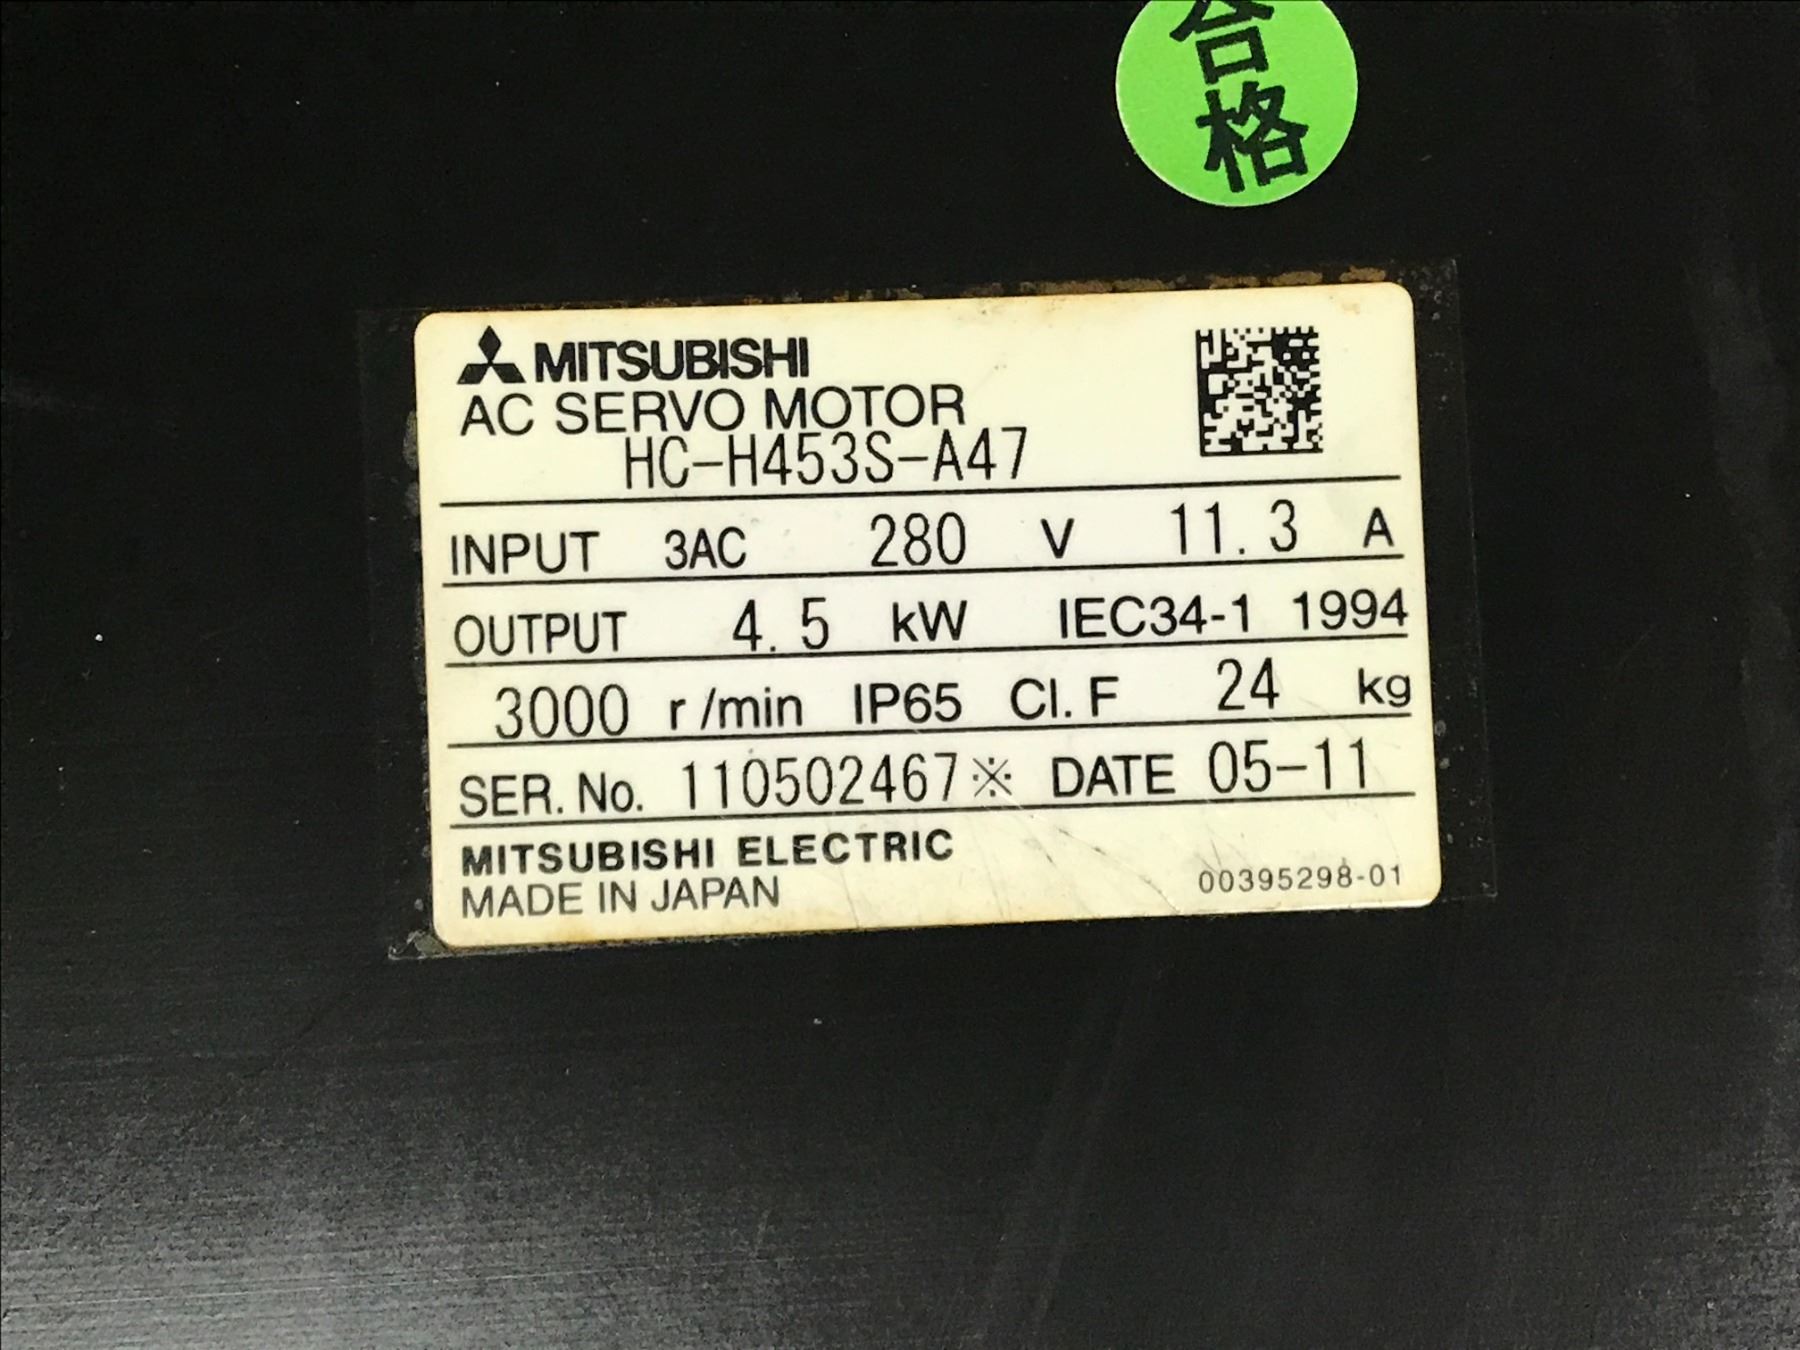 合
格
MITSUBISHI
AC SERVO MOTOR
HC-H453S-A47
INPUT 3AC 280 V 11.3 A
OUTPUT 4.5 kW IEC34-1 1994
3000 r/min IP65 Cl. F 24 kg
SER. No. 110502467※ DATE 05-11
MITSUBISHI ELECTRIC
MADE IN JAPAN
00395298-01